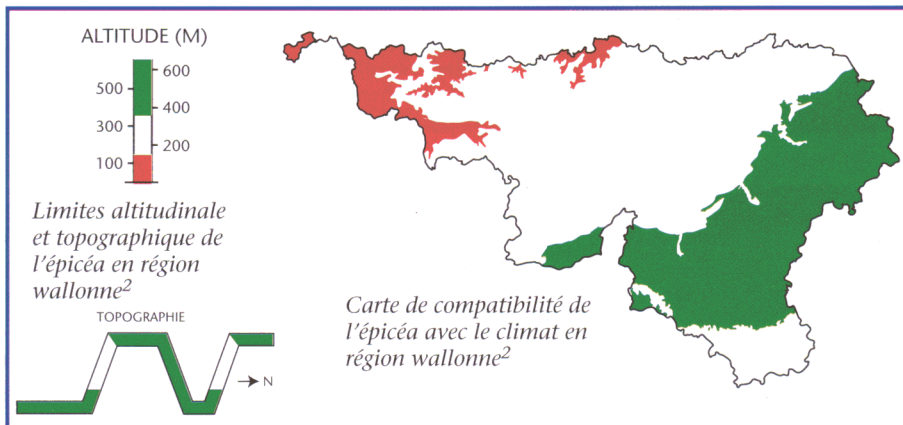 ALTITUDE (M)
600
500
400
300
200
100
Limites altitudinale
et topographique de
l'épicéa en région
wallonne²
TOPOGRAPHIE
N
Carte de compatibilité de
l'épicéa avec le climat en
région wallonne²